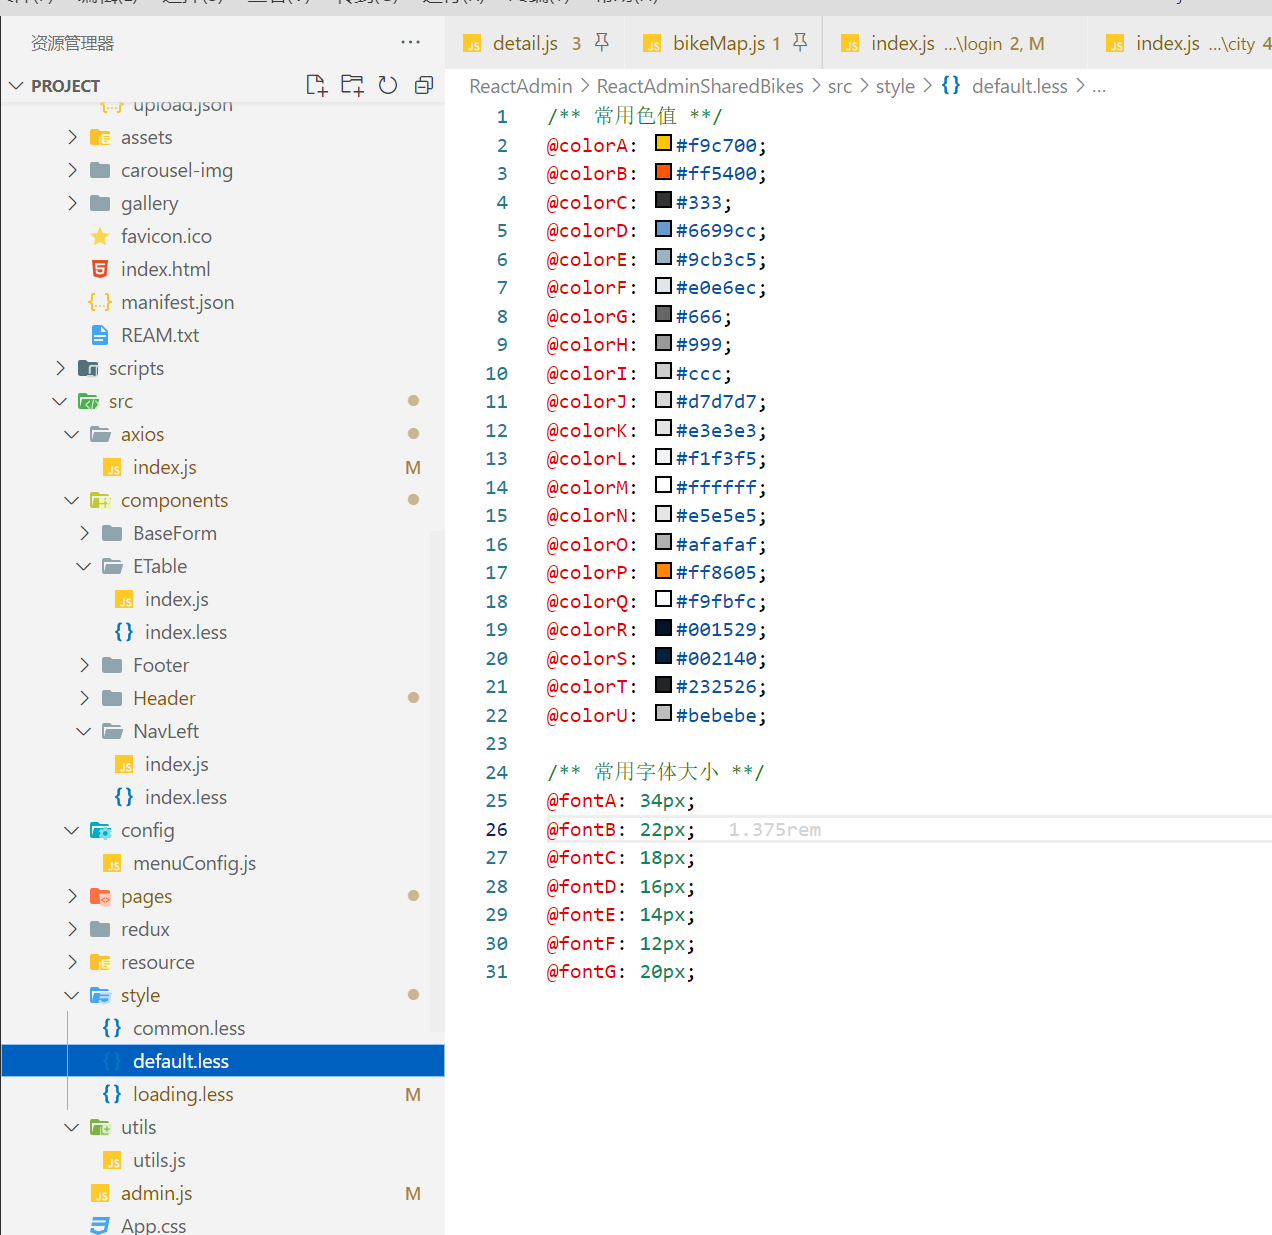 资源管理器
PROJECT
upload.json
assets
carousel-img
gallery
favicon.ico
index.html
manifest.json
REAM.txt
scripts
src
axios
index.js M
components
BaseForm
ETable
index.js
index.less
Footer
Header
NavLeft
index.js
index.less
config
menuConfig.js
pages
redux
resource
style
common.less
default.less
loading.less M
utils
utils.js
admin.js M
App.css
detail.js 3
bikeMap.js 1
index.js ...\login 2, M
index.js ...\city 4
ReactAdmin > ReactAdminSharedBikes > src > style > {} default.less > ...
1 /** 常用色值 **/
2 @colorA: #f9c700;
3 @colorB: #ff5400;
4 @colorC: #333;
5 @colorD: #6699cc;
6 @colorE: #9cb3c5;
7 @colorF: #e0e6ec;
8 @colorG: #666;
9 @colorH: #999;
10 @colorI: #ccc;
11 @colorJ: #d7d7d7;
12 @colorK: #e3e3e3;
13 @colorL: #f1f3f5;
14 @colorM: #ffffff;
15 @colorN: #e5e5e5;
16 @colorO: #afafaf;
17 @colorP: #ff8605;
18 @colorQ: #f9fbfc;
19 @colorR: #001529;
20 @colorS: #002140;
21 @colorT: #232526;
22 @colorU: #bebebe;
23
24 /** 常用字体大小 **/
25 @fontA: 34px;
26 @fontB: 22px; 1.375rem
27 @fontC: 18px;
28 @fontD: 16px;
29 @fontE: 14px;
30 @fontF: 12px;
31 @fontG: 20px;